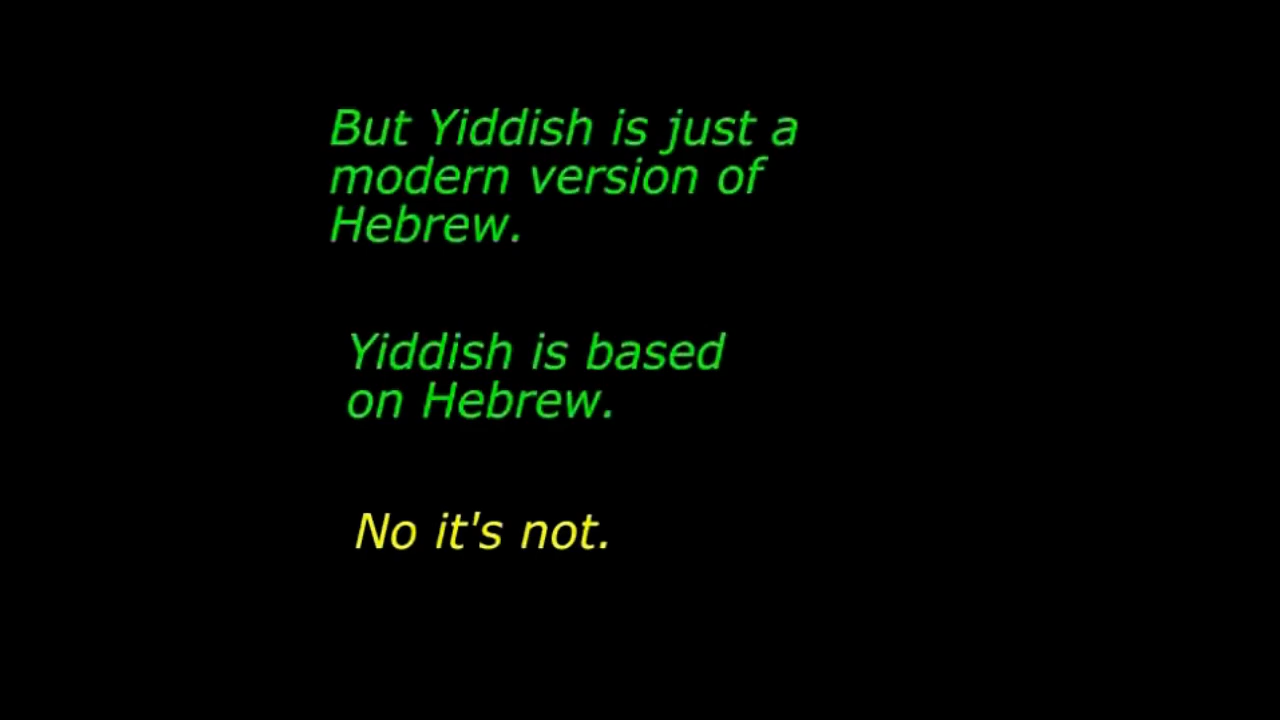 But Yiddish is just a
modern version of
Hebrew.
Yiddish is based
on Hebrew.
No it's not.